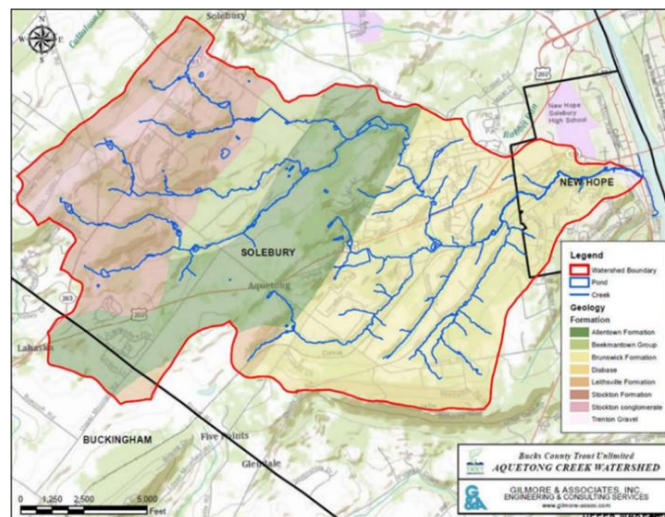 Solebury
N
W E
S
202
New Hope
Solebury
High School
NEW HOPE
SOLEBURY
Aquetong
263
202
Lahaska
BUCKINGHAM
Five Points
Glendale
Legend
Watershed Boundary
Pond
Creek
Geology
Formation
Allentown Formation
Beekmantown Group
Brunswick Formation
Diabase
Leithsville Formation
Stockton Formation
Stockton conglomerate
Trenton Gravel
Bucks County Trout Unlimited
AQUETONG CREEK WATERSHED
G&A
GILMORE & ASSOCIATES, INC.
ENGINEERING & CONSULTING SERVICES
www.gilmore-assoc.com
0 1,250 2,500 5,000
Feet